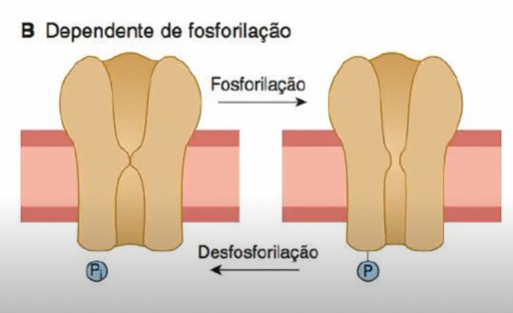 B Dependente de fosforilação
Fosforilação
Desfosforilação
Pi
P